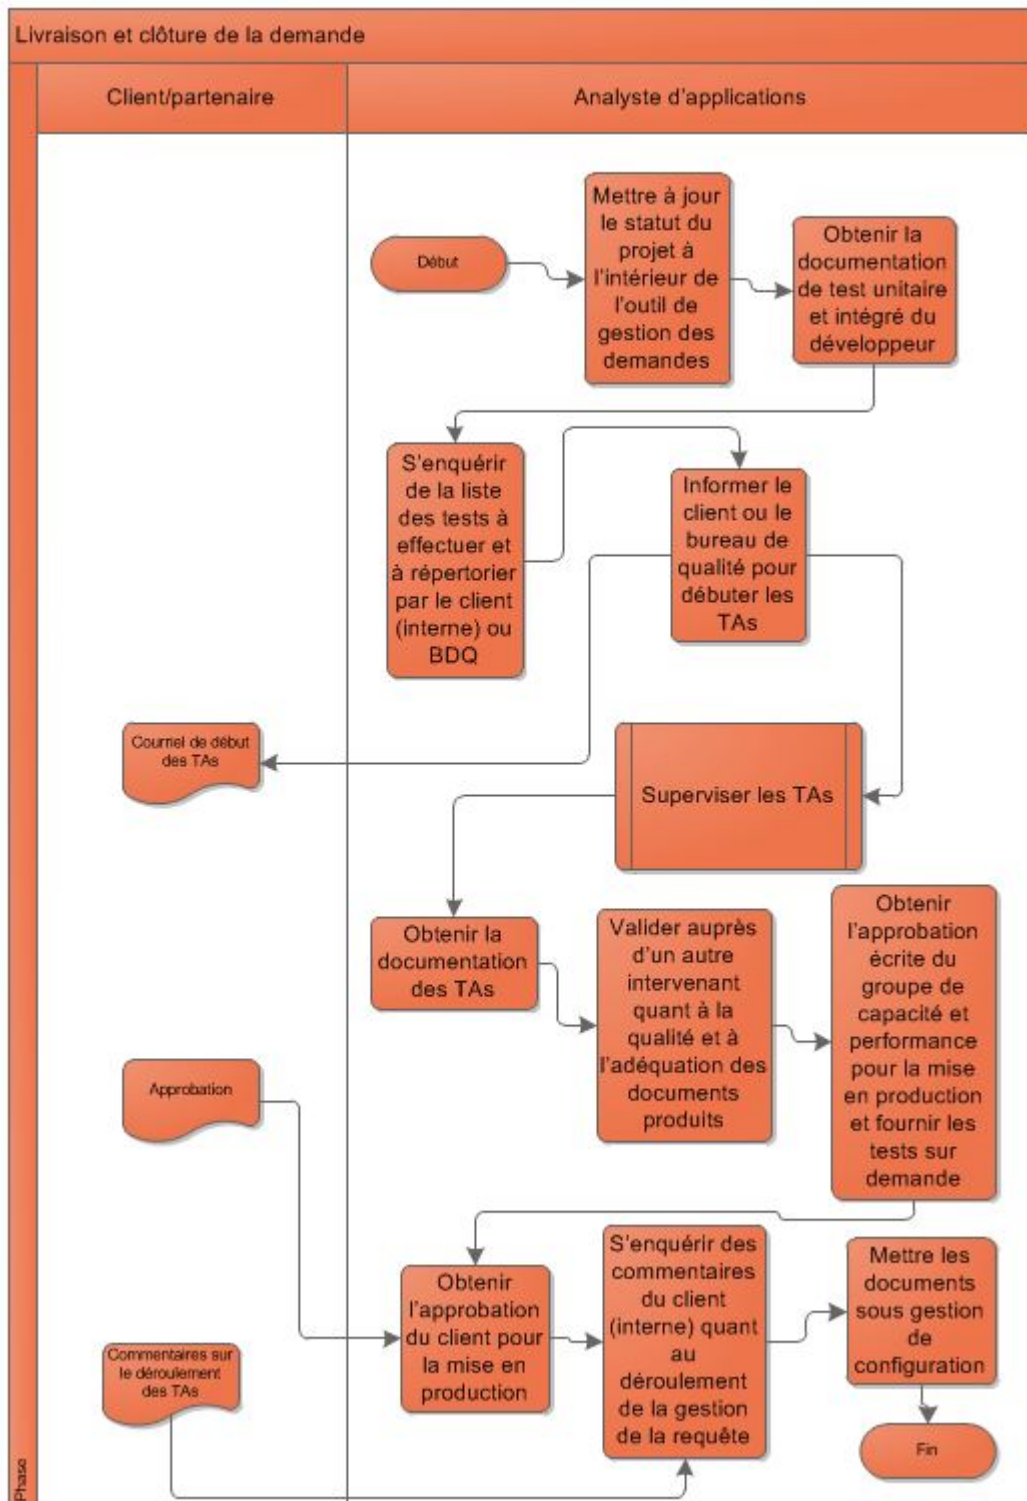 Livraison et clôture de la demande
Client/partenaire
Analyste d'applications
Début
Mettre à jour
le statut du
projet à
l'intérieur de
l'outil de
gestion des
demandes
Obtenir la
documentation
de test unitaire
et intégré du
développeur
S'enquérir
de la liste
des tests à
effectuer et
à répertorier
par le client
(interne) ou
BDQ
Informer le
client ou le
bureau de
qualité pour
débuter les
TAs
Courriel de début
des TAs
Superviser les TAs
Obtenir la
documentation
des TAs
Valider auprès
d'un autre
intervenant
quant à la
qualité et à
l'adéquation des
documents
produits
Obtenir
l'approbation
écrite du
groupe de
capacité et
performance
pour la mise
en production
et fournir les
tests sur
demande
Approbation
Obtenir
l'approbation
du client pour
la mise en
production
S'enquérir des
commentaires
du client
(interne) quant
au
déroulement
de la gestion
de la requête
Mettre les
documents
sous gestion
de
configuration
Commentaires sur
le déroulement
des TAs
Fin
Phase